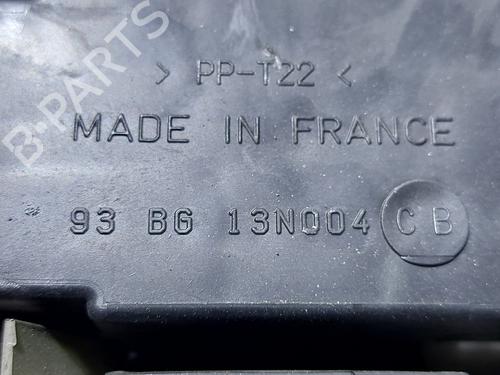 B-PARTS
> PP-T22 <
MADE IN FRANCE
93 BG 13N004 CB